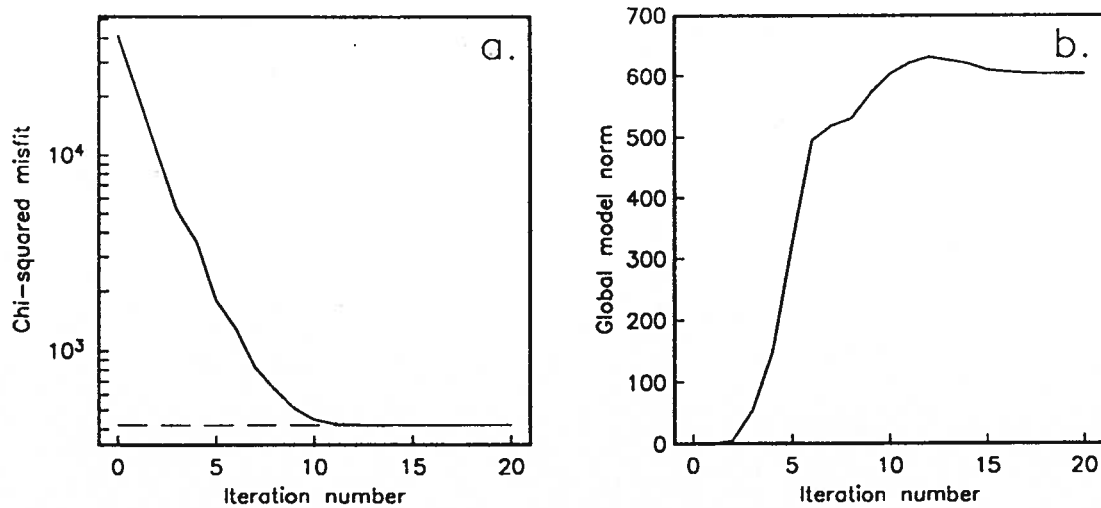 a.
Chi-squared misfit
10⁴
10³
0 5 10 15 20
Iteration number
b.
Global model norm
700
600
500
400
300
200
100
0
0 5 10 15 20
Iteration number